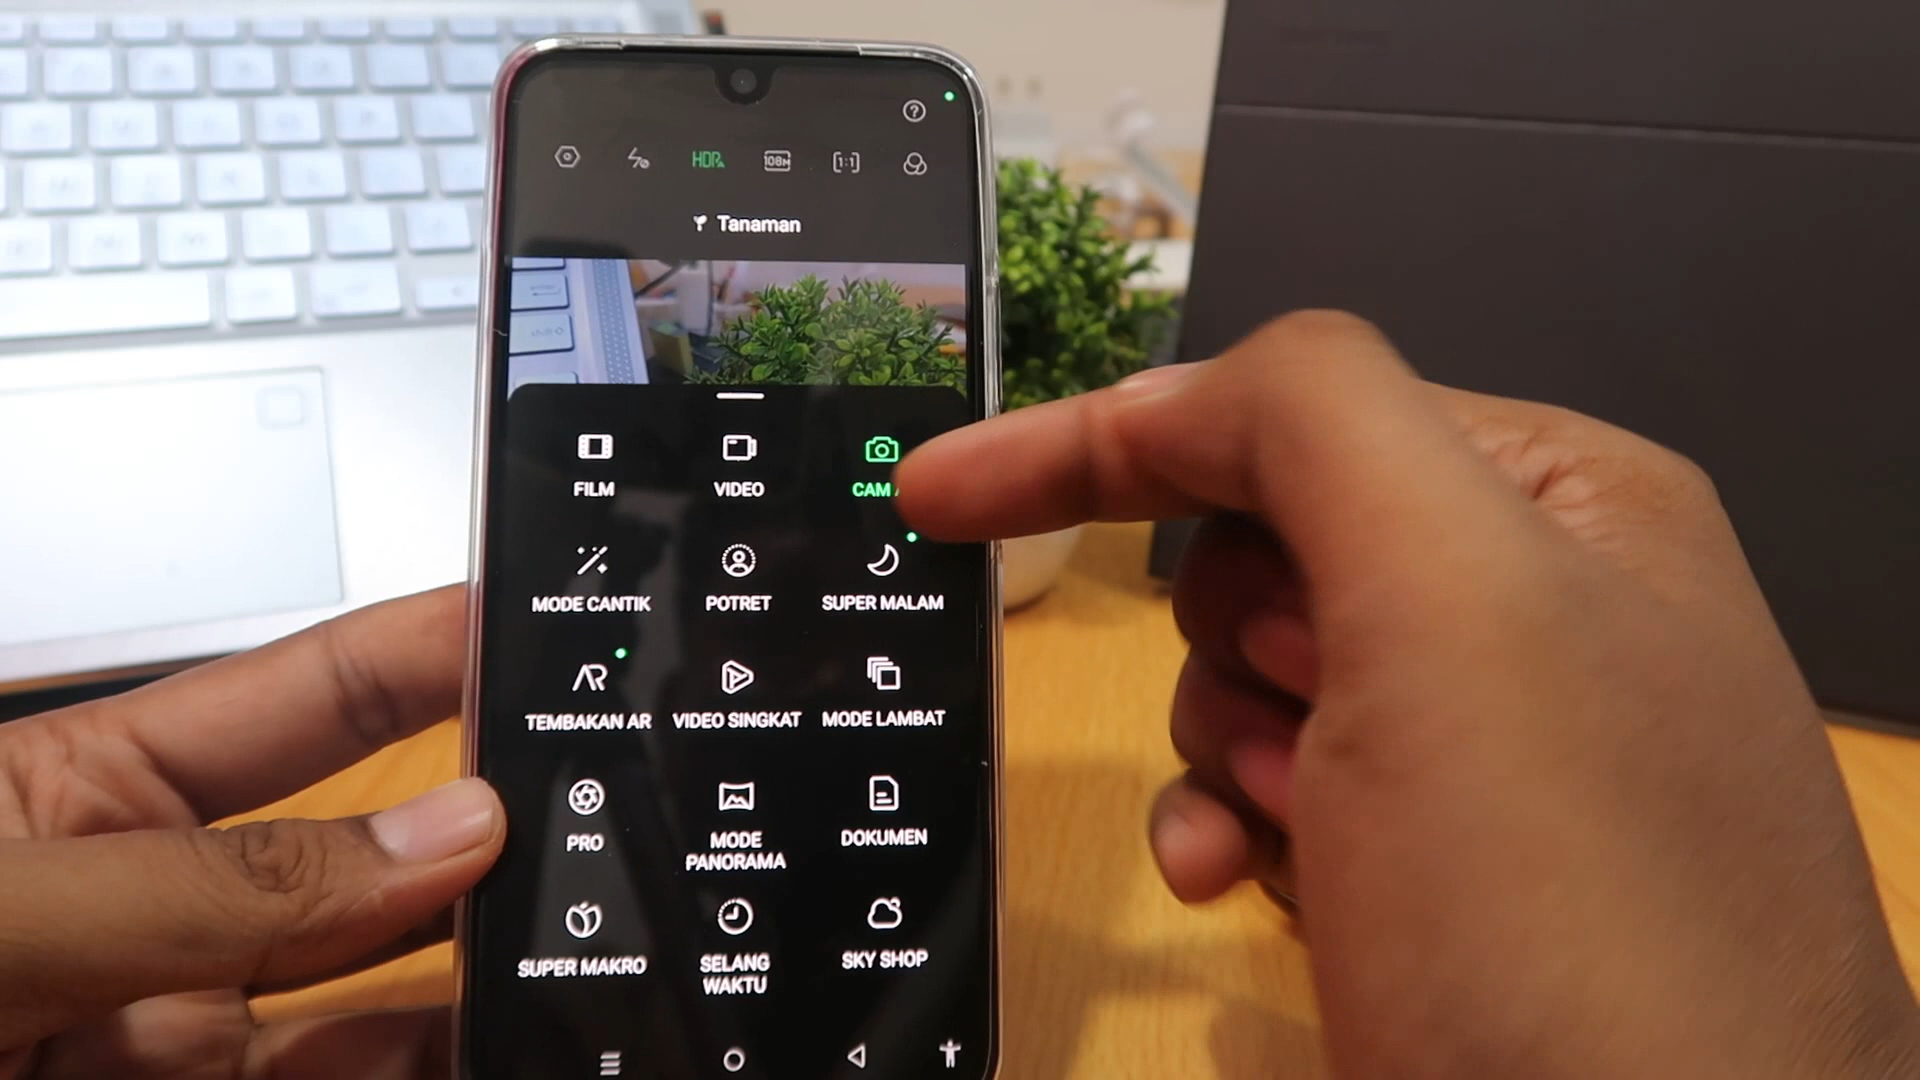 HDR
108M
1:1
Tanaman
FILM
VIDEO
CAM
MODE CANTIK
POTRET
SUPER MALAM
AR
TEMBAKAN AR
VIDEO SINGKAT
MODE LAMBAT
PRO
MODE
PANORAMA
DOKUMEN
SUPER MAKRO
SELANG
WAKTU
SKY SHOP